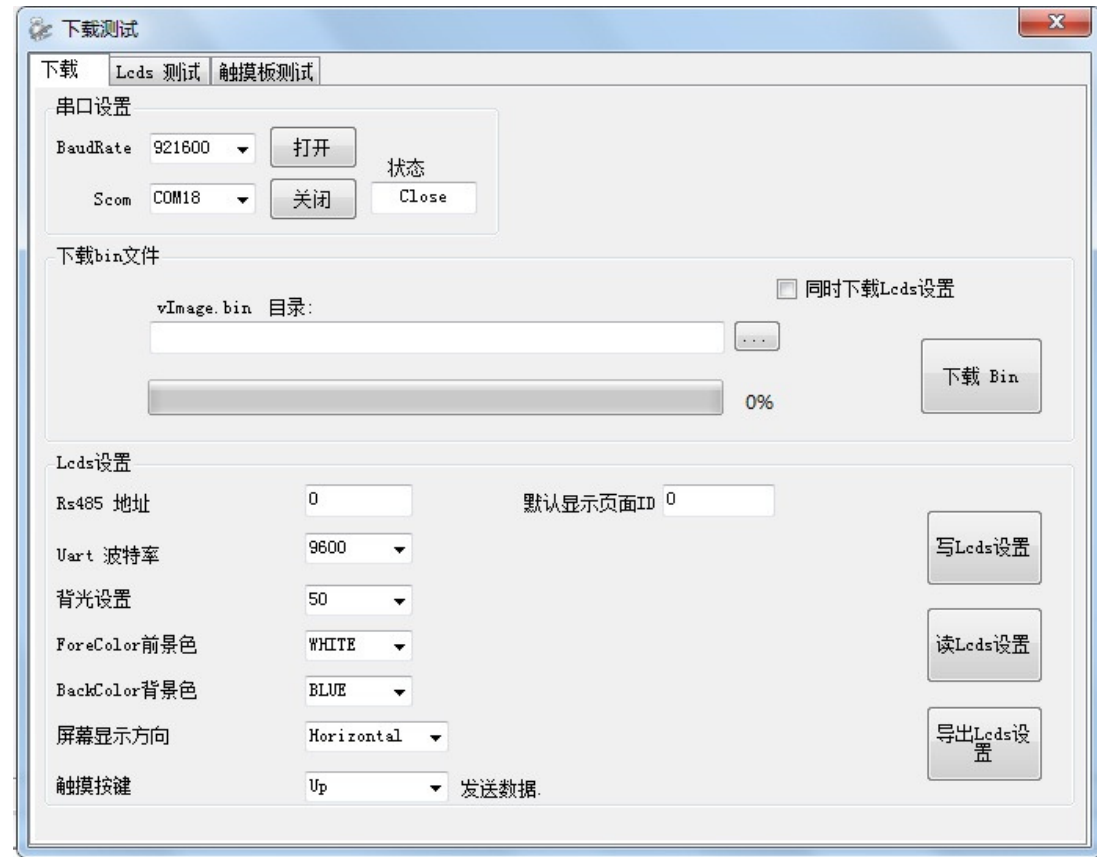 下载测试
下载 Lcds 测试 触摸板测试
串口设置
BaudRate 921600 打开
状态
Scom COM18 关闭 Close
下载bin文件
同时下载Lcds设置
vImage.bin 目录:
...
下载 Bin
0%
Lcds设置
Rs485 地址 0 默认显示页面ID 0
Uart 波特率 9600 写Lcds设置
背光设置 50
ForeColor前景色 WHITE 读Lcds设置
BackColor背景色 BLUE
屏幕显示方向 Horizontal 导出Lcds设
置
触摸按键 Up 发送数据.